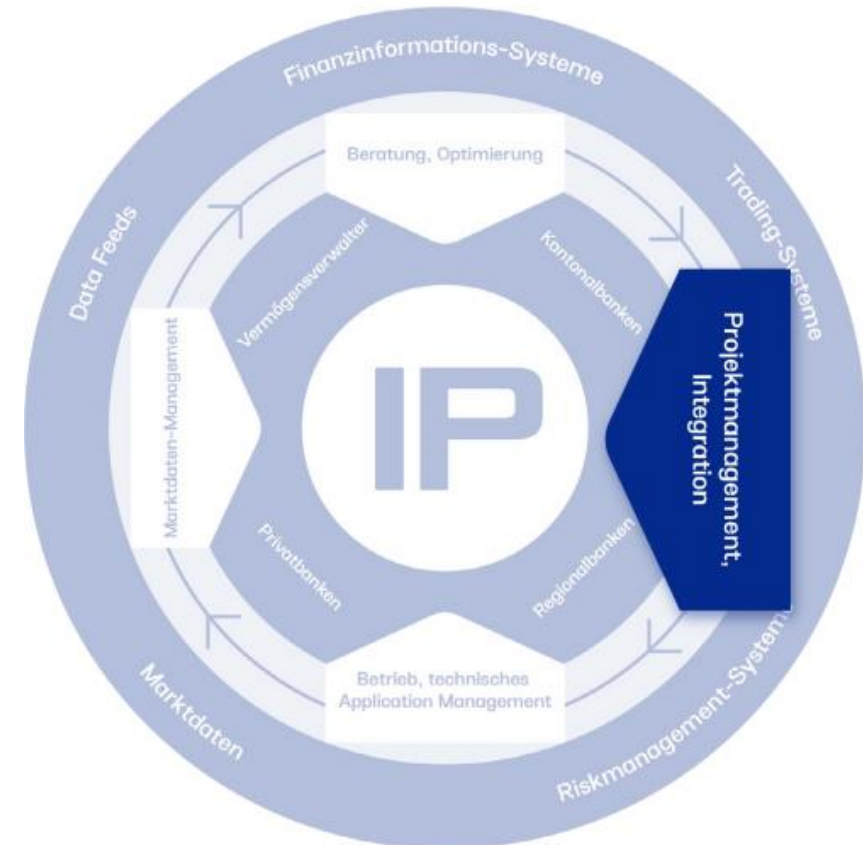 Finanzinformations-Systeme
Trading-Systeme
Data Feeds
Beratung, Optimierung
Vermögensverwalter
Kantonalbanken
Marktdaten-Management
IP
Projektmanagement,
Integration
Privatbanken
Regionalbanken
Betrieb, technisches
Application Management
Marktdaten
Riskmanagement-System